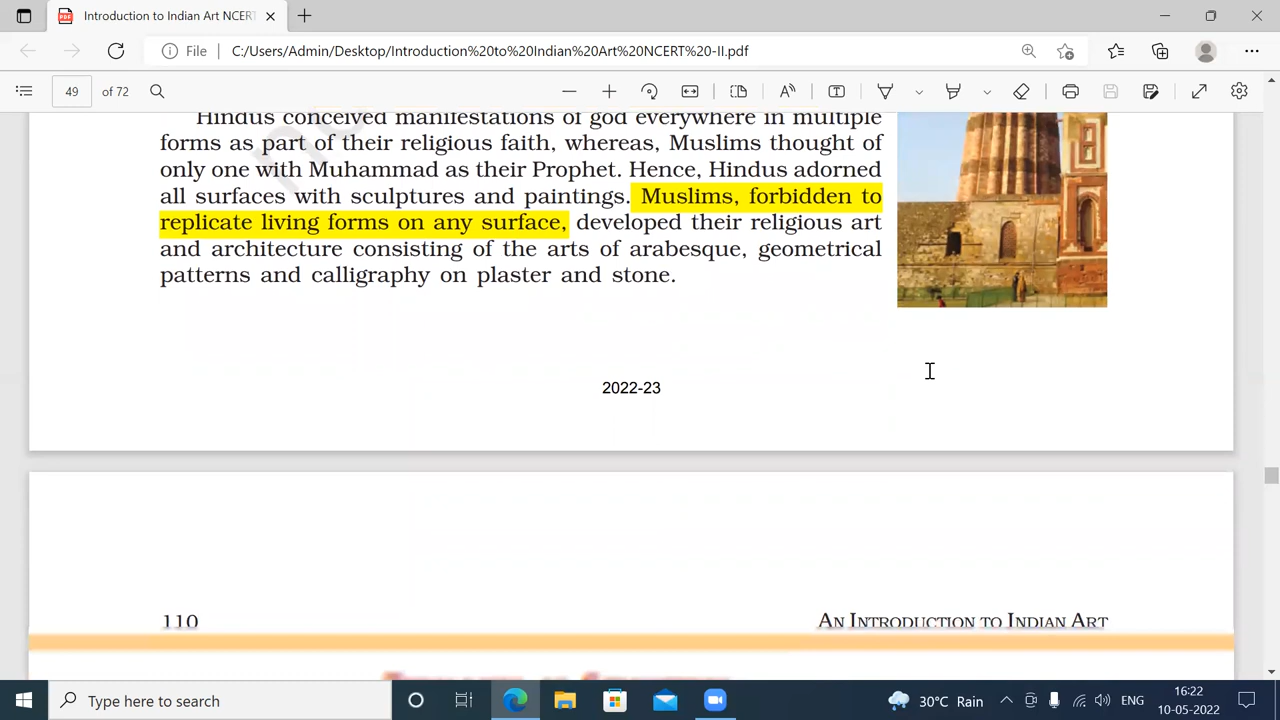 Introduction to Indian Art NCERT
File
C:/Users/Admin/Desktop/Introduction%20to%20Indian%20Art%20NCERT%20-II.pdf
49 of 72
Hindus conceived manifestations of god everywhere in multiple
forms as part of their religious faith, whereas, Muslims thought of
only one with Muhammad as their Prophet. Hence, Hindus adorned
all surfaces with sculptures and paintings. Muslims, forbidden to
replicate living forms on any surface, developed their religious art
and architecture consisting of the arts of arabesque, geometrical
patterns and calligraphy on plaster and stone.
2022-23
110
AN INTRODUCTION TO INDIAN ART
Type here to search
30°C Rain
ENG
16:22
10-05-2022